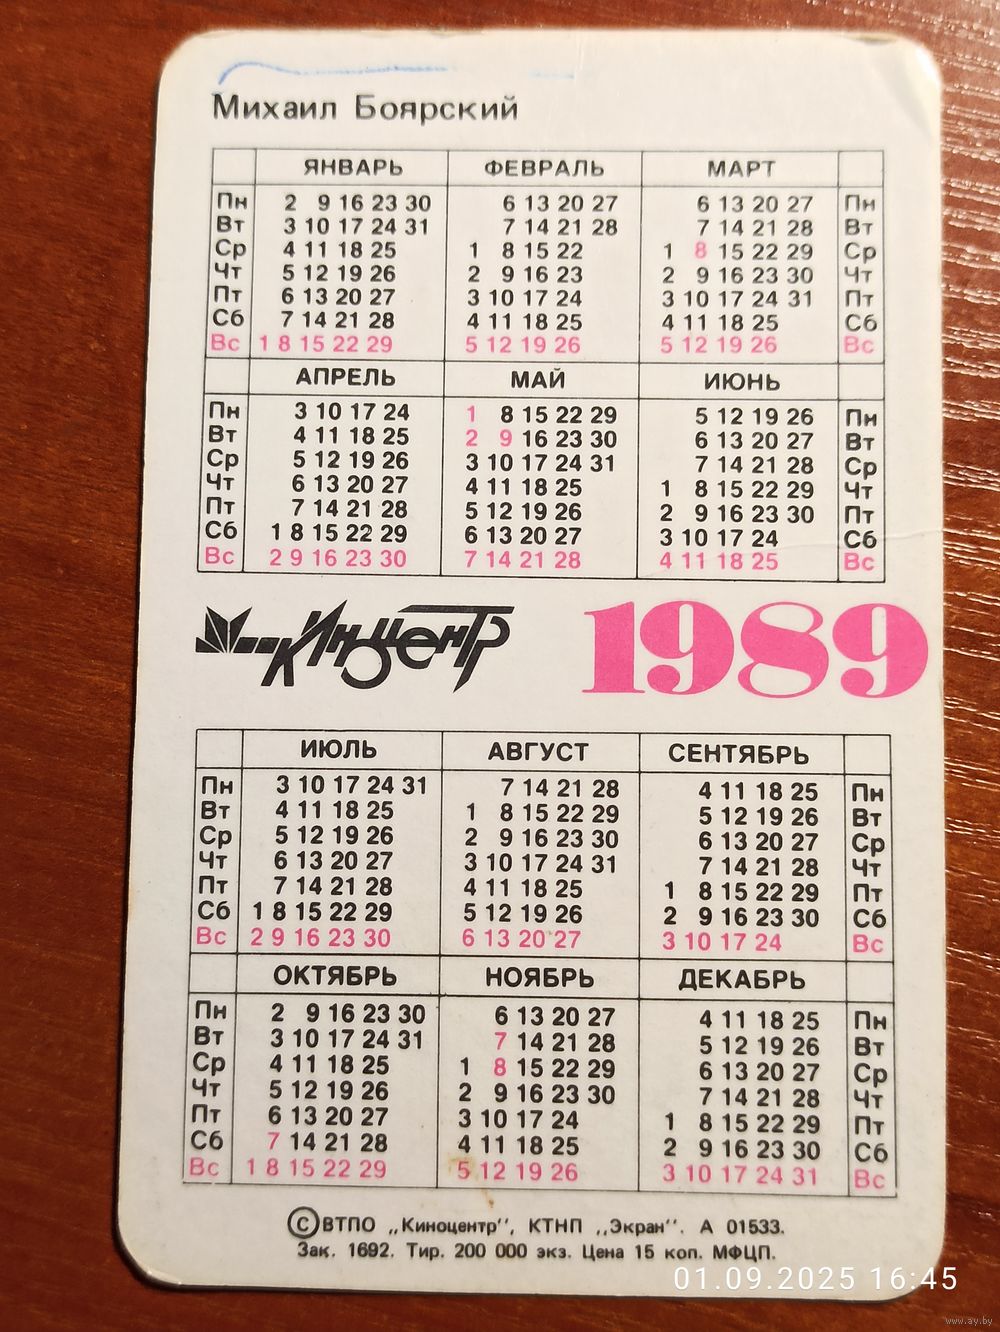 Михаил Боярский
ЯНВАРЬ ФЕВРАЛЬ МАРТ
Пн 2 9 16 23 30 6 13 20 27 6 13 20 27 Пн
Вт 3 10 17 24 31 7 14 21 28 7 14 21 28 Вт
Ср 4 11 18 25 1 8 15 22 1 8 15 22 29 Ср
Чт 5 12 19 26 2 9 16 23 2 9 16 23 30 Чт
Пт 6 13 20 27 3 10 17 24 3 10 17 24 31 Пт
Сб 7 14 21 28 4 11 18 25 4 11 18 25 Сб
Вс 1 8 15 22 29 5 12 19 26 5 12 19 26 Вс
АПРЕЛЬ МАЙ ИЮНЬ
Пн 3 10 17 24 1 8 15 22 29 5 12 19 26 Пн
Вт 4 11 18 25 2 9 16 23 30 6 13 20 27 Вт
Ср 5 12 19 26 3 10 17 24 31 7 14 21 28 Ср
Чт 6 13 20 27 4 11 18 25 1 8 15 22 29 Чт
Пт 7 14 21 28 5 12 19 26 2 9 16 23 30 Пт
Сб 1 8 15 22 29 6 13 20 27 3 10 17 24 Сб
Вс 2 9 16 23 30 7 14 21 28 4 11 18 25 Вс
Киноцентр 1989
ИЮЛЬ АВГУСТ СЕНТЯБРЬ
Пн 3 10 17 24 31 7 14 21 28 4 11 18 25 Пн
Вт 4 11 18 25 1 8 15 22 29 5 12 19 26 Вт
Ср 5 12 19 26 2 9 16 23 30 6 13 20 27 Ср
Чт 6 13 20 27 3 10 17 24 31 7 14 21 28 Чт
Пт 7 14 21 28 4 11 18 25 1 8 15 22 29 Пт
Сб 1 8 15 22 29 5 12 19 26 2 9 16 23 30 Сб
Вс 2 9 16 23 30 6 13 20 27 3 10 17 24 Вс
ОКТЯБРЬ НОЯБРЬ ДЕКАБРЬ
Пн 2 9 16 23 30 6 13 20 27 4 11 18 25 Пн
Вт 3 10 17 24 31 7 14 21 28 5 12 19 26 Вт
Ср 4 11 18 25 1 8 15 22 29 6 13 20 27 Ср
Чт 5 12 19 26 2 9 16 23 30 7 14 21 28 Чт
Пт 6 13 20 27 3 10 17 24 1 8 15 22 29 Пт
Сб 7 14 21 28 4 11 18 25 2 9 16 23 30 Сб
Вс 1 8 15 22 29 5 12 19 26 3 10 17 24 31 Вс
©ВТПО „Киноцентр", КТНП „Экран". А 01533.
Зак. 1692. Тир. 200 000 экз. Цена 15 коп. МФЦП.
01.09.2025 16:45
www.ay.by